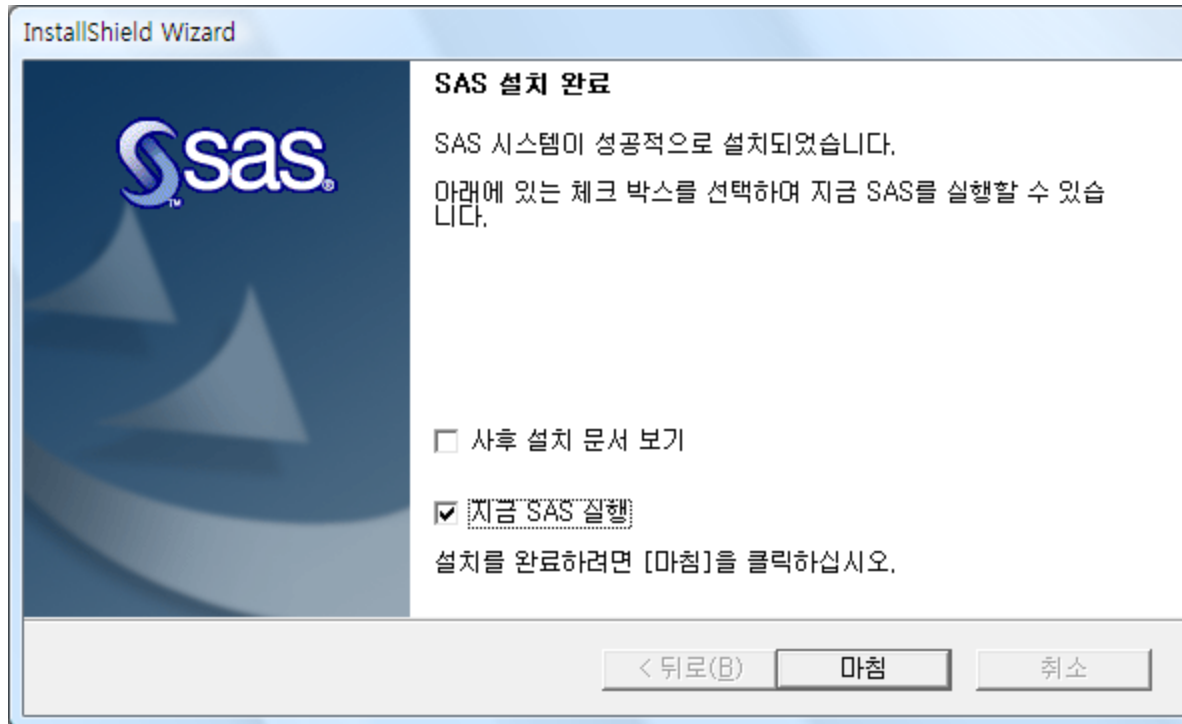 InstallShield Wizard
sas
SAS 설치 완료
SAS 시스템이 성공적으로 설치되었습니다.
아래에 있는 체크 박스를 선택하여 지금 SAS를 실행할 수 있습
니다.
사후 설치 문서 보기
지금 SAS 실행
설치를 완료하려면 [마침]을 클릭하십시오.
< 뒤로(B) 마침 취소